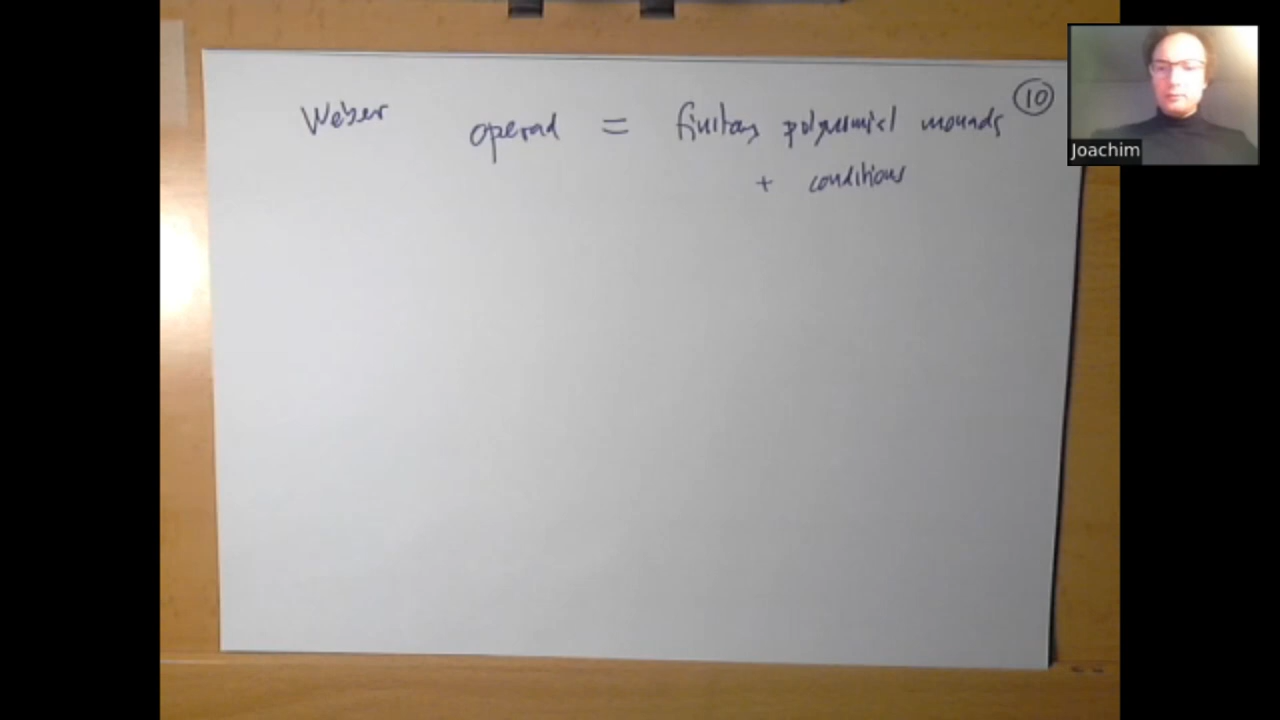 10
Weber operad = finitary polynomial monads
+ conditions
Joachim